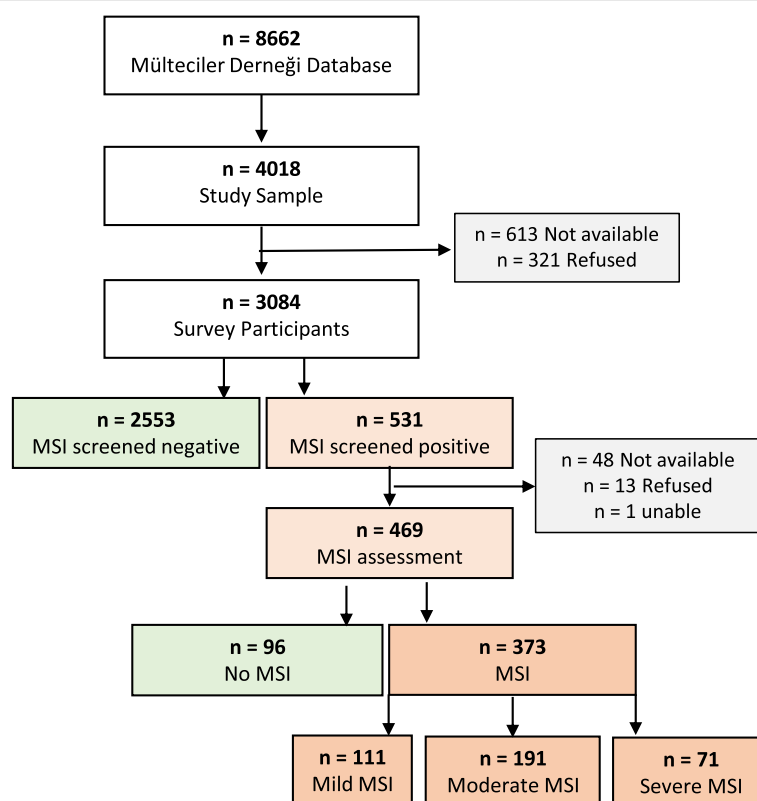 n = 8662
Mülteciler Derneği Database
n = 4018
Study Sample
n = 613 Not available
n = 321 Refused
n = 3084
Survey Participants
n = 2553
MSI screened negative
n = 531
MSI screened positive
n = 48 Not available
n = 13 Refused
n = 1 unable
n = 469
MSI assessment
n = 96
No MSI
n = 373
MSI
n = 111
Mild MSI
n = 191
Moderate MSI
n = 71
Severe MSI